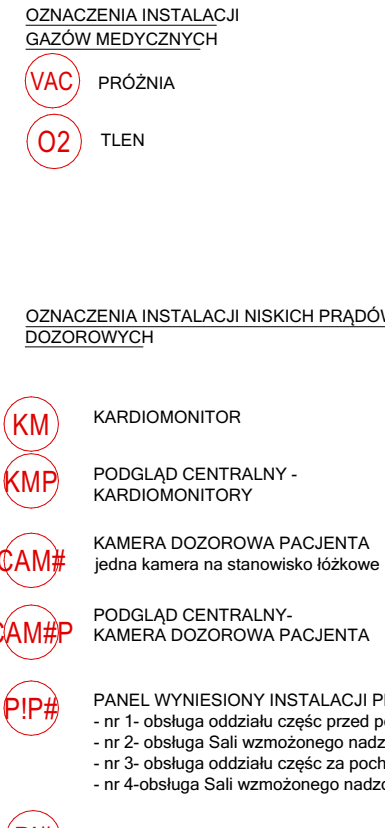 OZNACZENIA INSTALACJI
GAZÓW MEDYCZNYCH
VAC PRÓŻNIA
O2 TLEN
OZNACZENIA INSTALACJI NISKICH PRĄDÓW
DOZOROWYCH
KM KARDIOMONITOR
KMP PODGLĄD CENTRALNY -
KARDIOMONITORY
CAM# KAMERA DOZOROWA PACJENTA
jedna kamera na stanowisko łóżkowe
CAM#P PODGLĄD CENTRALNY-
KAMERA DOZOROWA PACJENTA
P!P# PANEL WYNIESIONY INSTALACJI
- nr 1- obsługa oddziału częśc przed
- nr 2- obsługa Sali wzmożonego
- nr 3- obsługa oddziału częśc za
- nr 4-obsługa Sali wzmożonego